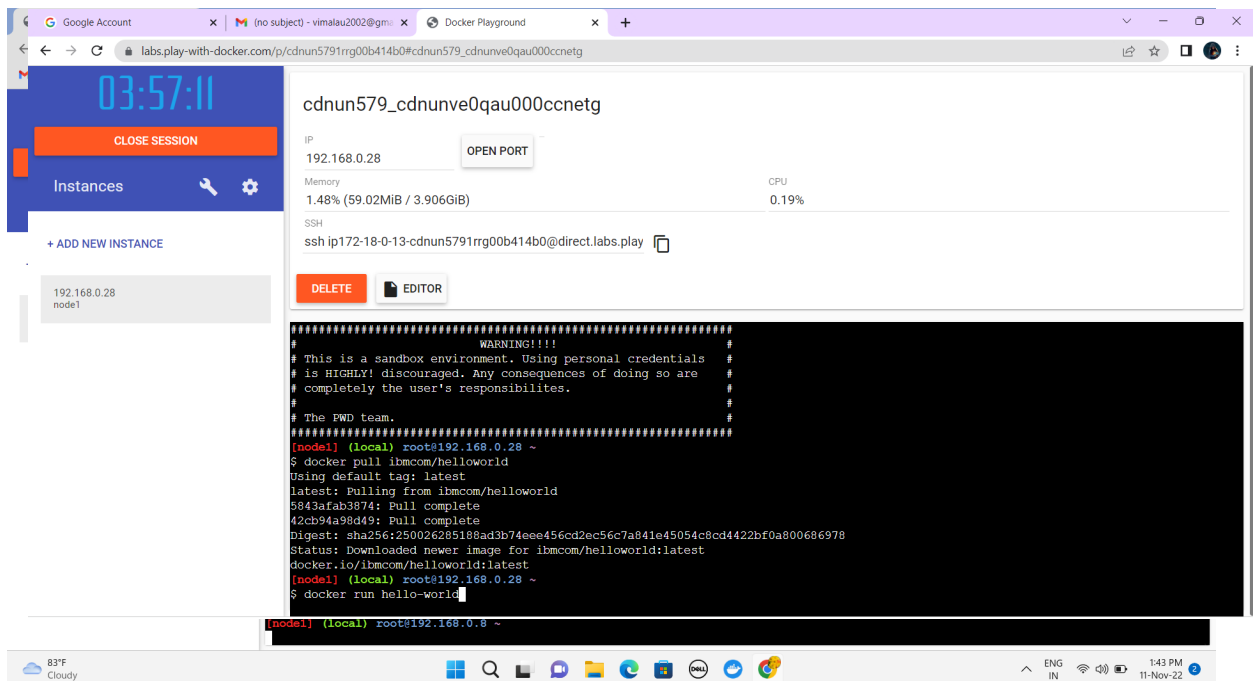 Google Account
(no subject) - vimalau2002@gma
Docker Playground
labs.play-with-docker.com/p/cdnun5791rrg00b414b0#cdnun579_cdnunve0qau000ccnetg
03:57:11
CLOSE SESSION
Instances
+ ADD NEW INSTANCE
192.168.0.28
node1
cdnun579_cdnunve0qau000ccnetg
IP
192.168.0.28
OPEN PORT
Memory
1.48% (59.02MiB / 3.906GiB)
CPU
0.19%
SSH
ssh ip172-18-0-13-cdnun5791rrg00b414b0@direct.labs.play
DELETE
EDITOR
###############################################################
#                          WARNING!!!!                        #
# This is a sandbox environment. Using personal credentials   #
# is HIGHLY! discouraged. Any consequences of doing so are    #
# completely the user's responsibilites.                      #
#                                                             #
# The PWD team.                                               #
###############################################################
[node1] (local) root@192.168.0.28 ~
$ docker pull ibmcom/helloworld
Using default tag: latest
latest: Pulling from ibmcom/helloworld
5843afab3874: Pull complete
42cb94a98d49: Pull complete
Digest: sha256:250026285188ad3b74eee456cd2ec56c7a841e45054c8cd4422bf0a800686978
Status: Downloaded newer image for ibmcom/helloworld:latest
docker.io/ibmcom/helloworld:latest
[node1] (local) root@192.168.0.28 ~
$ docker run hello-world
[node1] (local) root@192.168.0.8 ~
83°F
Cloudy
DELL
ENG
IN
1:43 PM
11-Nov-22
2